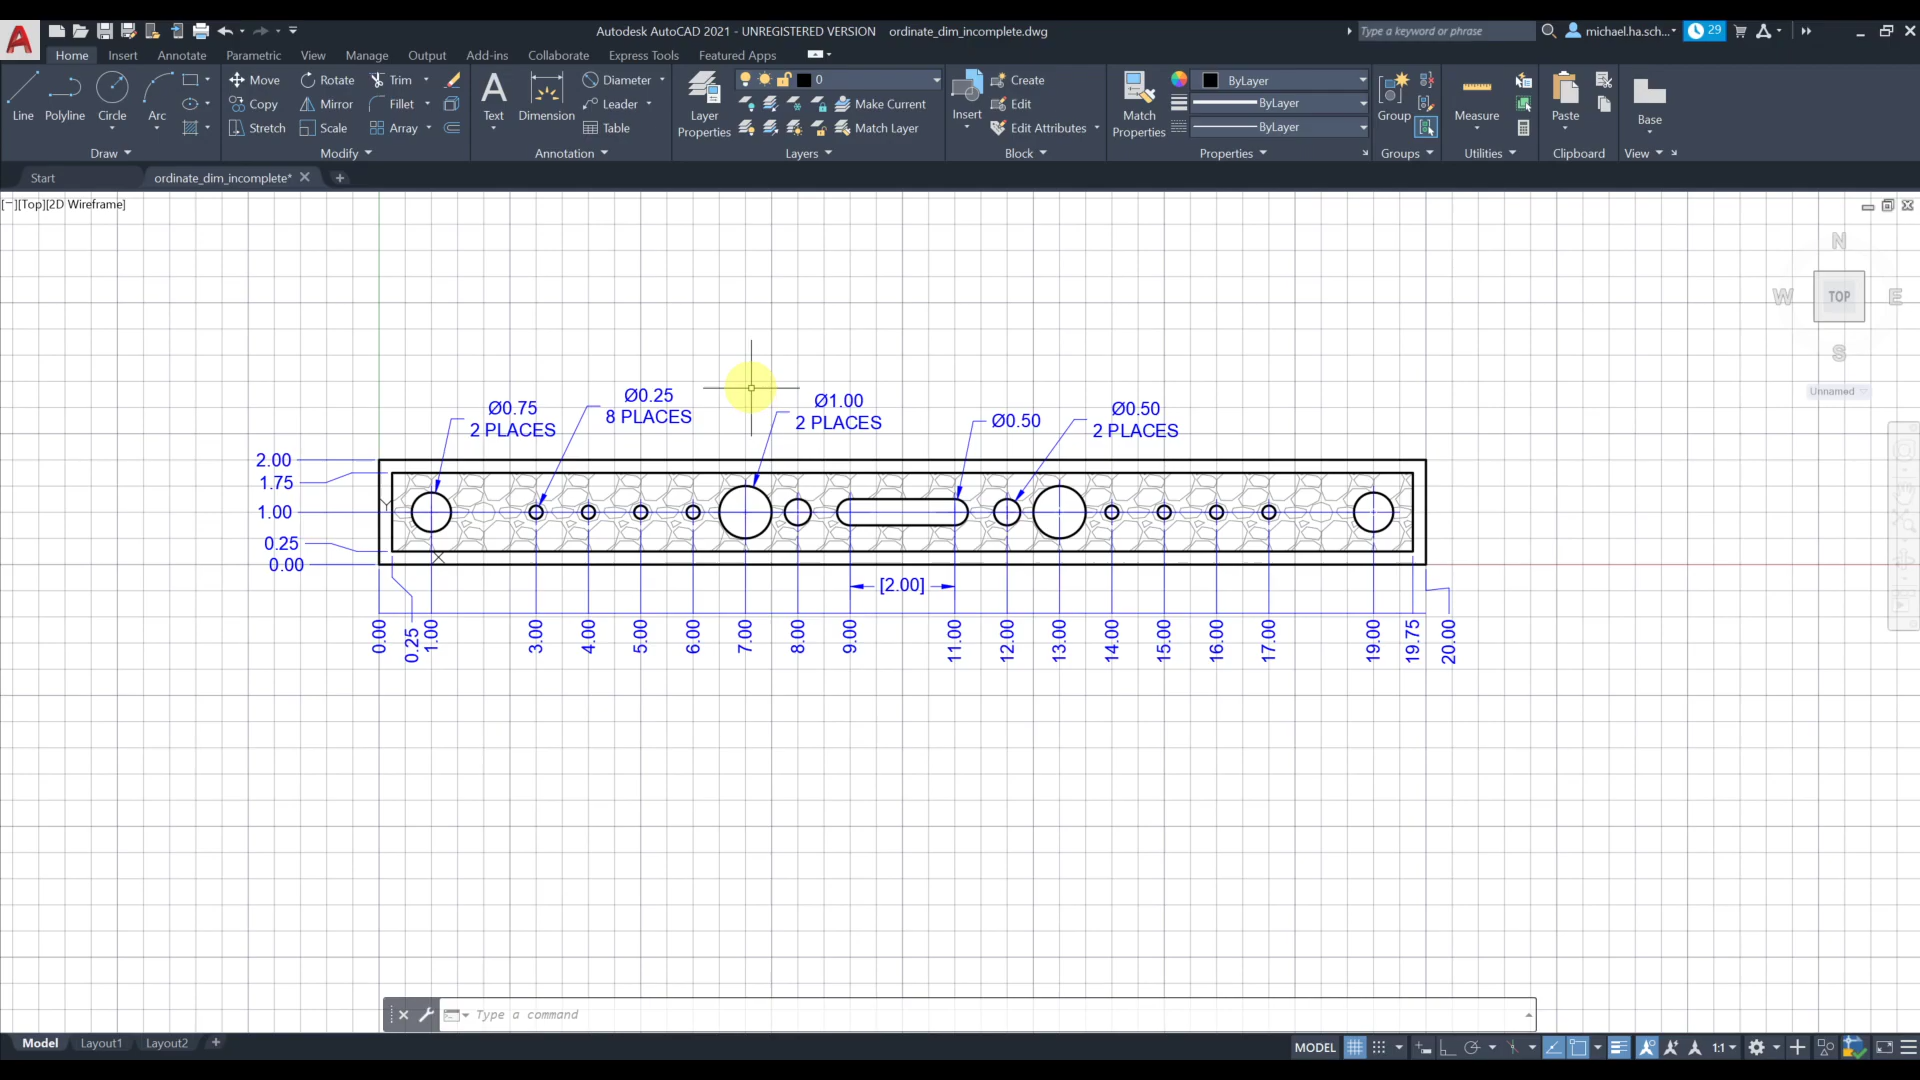 Autodesk AutoCAD 2021 - UNREGISTERED VERSION ordinate_dim_incomplete.dwg
Type a keyword or phrase
michael.ha.sch...
29
Home Insert Annotate Parametric View Manage Output Add-ins Collaborate Express Tools Featured Apps
Line Polyline Circle Arc
Move Rotate Trim
Copy Mirror Fillet
Stretch Scale Array
Text Dimension
Diameter
Leader
Table
Layer Properties
0
Make Current
Match Layer
Insert
Create
Edit
Edit Attributes
Match Properties
ByLayer
ByLayer
ByLayer
Group
Measure
Paste
Base
Draw Modify Annotation Layers Block Properties Groups Utilities Clipboard View
Start ordinate_dim_incomplete*
[−][Top][2D Wireframe]
N
W TOP E
S
Unnamed
Ø0.75
2 PLACES
Ø0.25
8 PLACES
Ø1.00
2 PLACES
Ø0.50
Ø0.50
2 PLACES
2.00
1.75
1.00
0.25
0.00
[2.00]
0.00 0.25 1.00 3.00 4.00 5.00 6.00 7.00 8.00 9.00 11.00 12.00 13.00 14.00 15.00 16.00 17.00 19.00 19.75 20.00
Type a command
Model Layout1 Layout2
MODEL 1:1